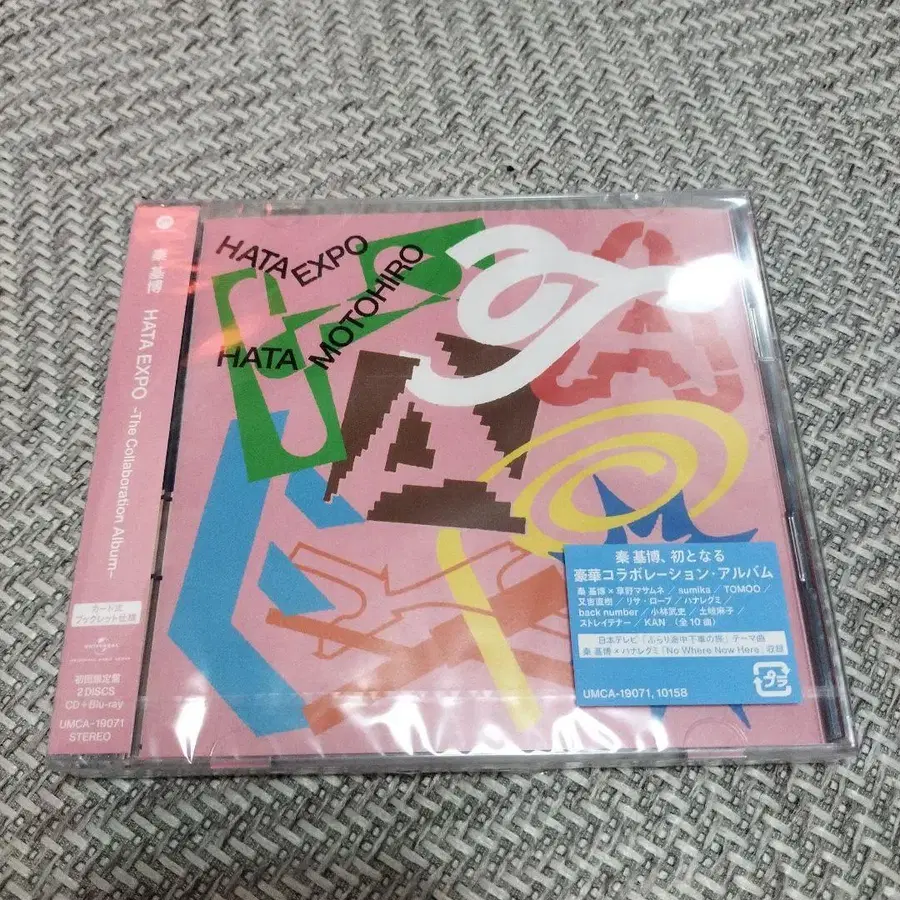 秦 基博 HATA EXPO -The Collaboration Album-
カード式
ブックレット仕様
UNIVERSAL
初回限定盤
2 DISCS
CD+Blu-ray
UMCA-19071
STEREO
HATA EXPO
HATA MOTOHIRO
秦 基博、初となる
豪華コラボレーション・アルバム
秦 基博×草野マサムネ/sumika/TOMOO/
又吉直樹/リサ・ローブ/ハナレグミ/
back number/小林武史/土岐麻子/
ストレイテナー/KAN (全10曲)
日本テレビ「ぶらり途中下車の旅」テーマ曲
秦 基博×ハナレグミ「No Where Now Here」収録
UMCA-19071, 10158